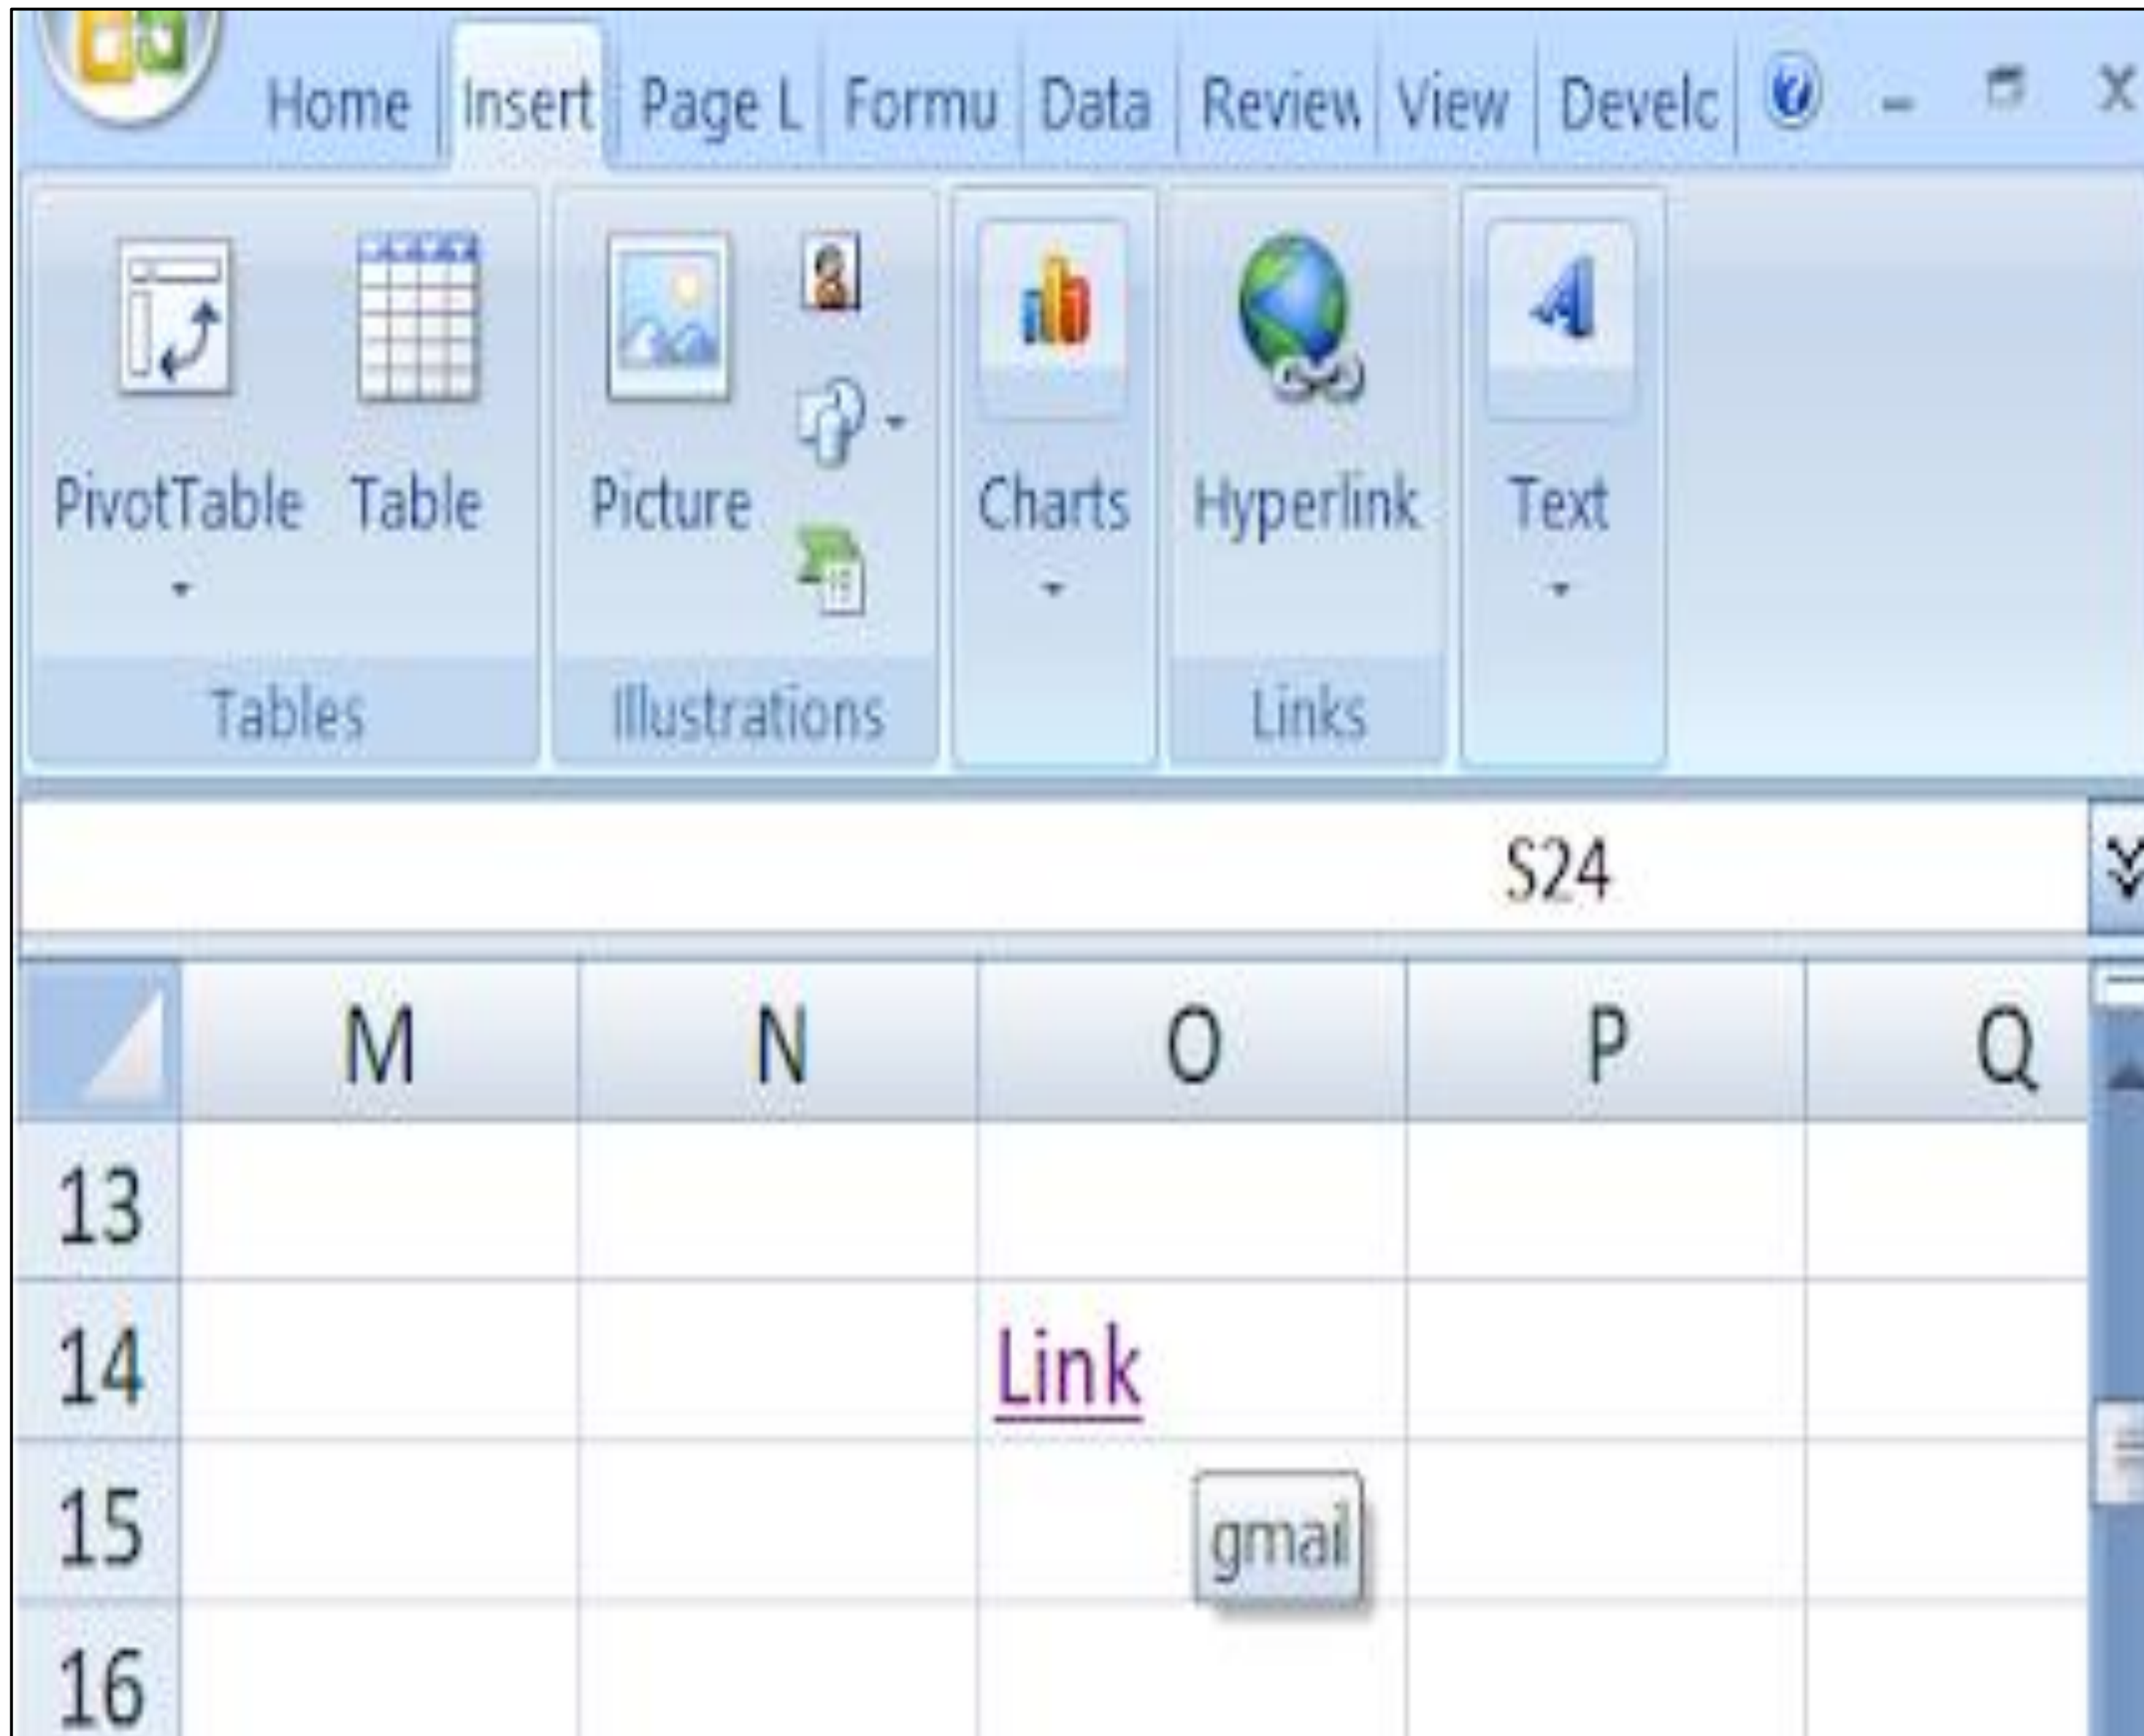 Home Insert Page L Formu Data Review View Develc
PivotTable Table Picture Charts Hyperlink Text
Tables Illustrations Links
S24
M N O P Q
13
14 Link
15 gmail
16